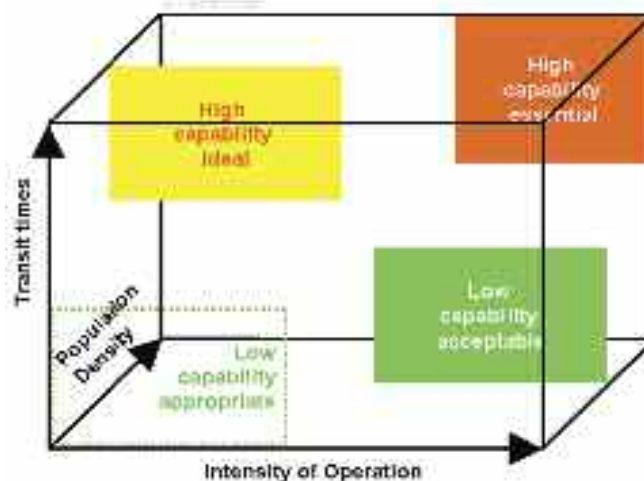 High
capability
essential
High
capability
ideal
Transit times
Population
Density
Low
capability
acceptable
Low
capability
appropriate
Intensity of Operation